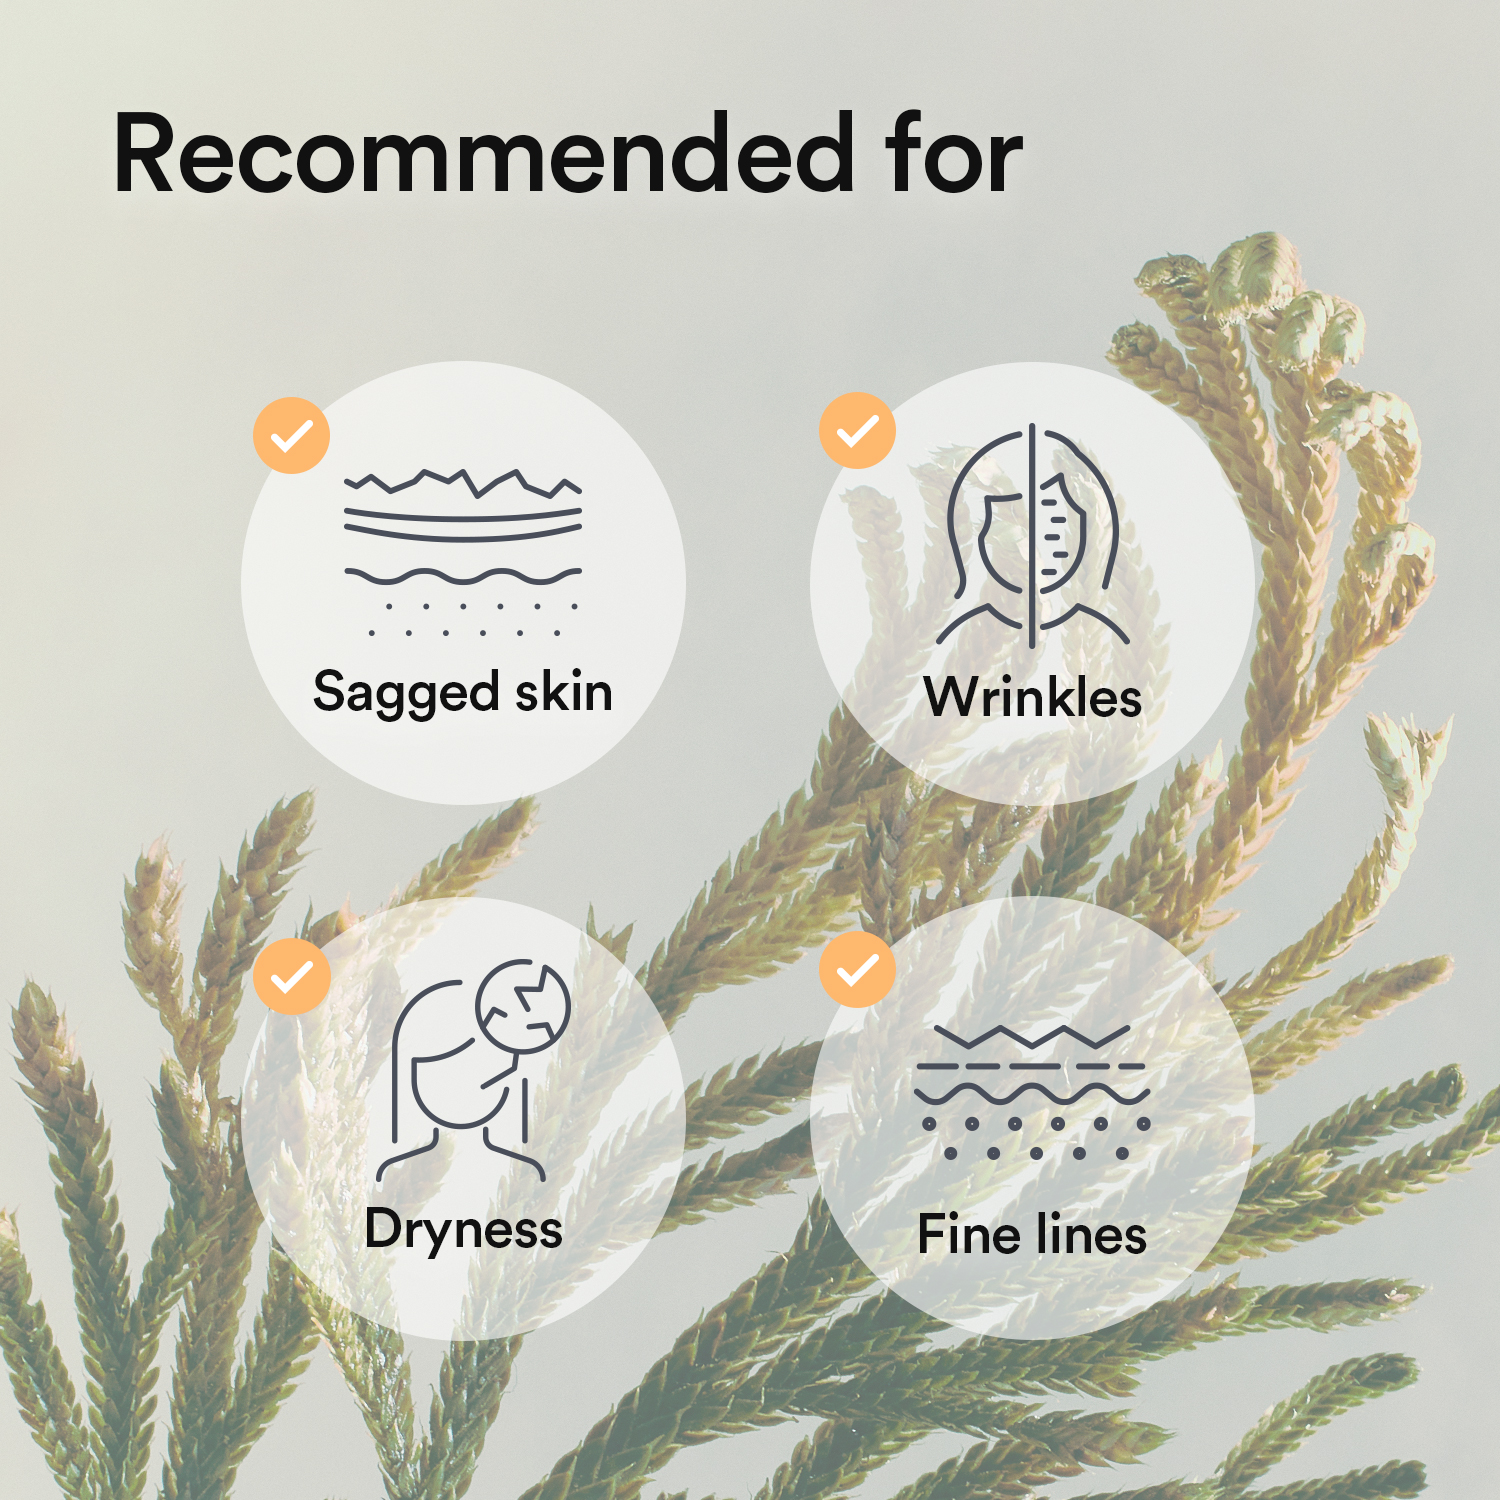 Recommended for
Sagged skin
Wrinkles
Dryness
Fine lines